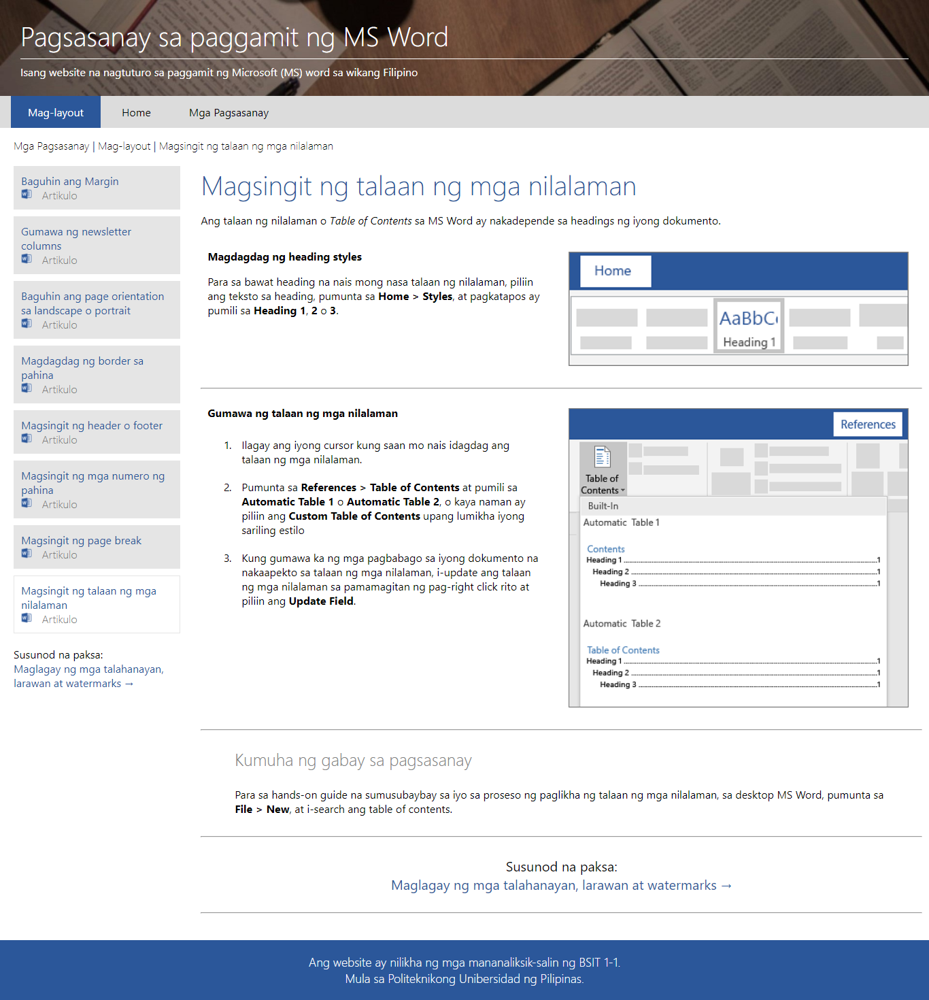 Pagsasanay sa paggamit ng MS Word
Isang website na nagtuturo sa paggamit ng Microsoft (MS) word sa wikang Filipino
Mag-layout Home Mga Pagsasanay
Mga Pagsasanay | Mag-layout | Magsingit ng talaan ng mga nilalaman
Baguhin ang Margin
Artikulo
Gumawa ng newsletter
columns
Artikulo
Baguhin ang page orientation
sa landscape o portrait
Artikulo
Magdagdag ng border sa
pahina
Artikulo
Magsingit ng header o footer
Artikulo
Magsingit ng mga numero ng
pahina
Artikulo
Magsingit ng page break
Artikulo
Magsingit ng talaan ng mga
nilalaman
Artikulo
Susunod na paksa:
Maglagay ng mga talahanayan,
larawan at watermarks →
Magsingit ng talaan ng mga nilalaman
Ang talaan ng nilalaman o Table of Contents sa MS Word ay nakadepende sa headings ng iyong dokumento.
Magdagdag ng heading styles
Para sa bawat heading na nais mong nasa talaan ng nilalaman, piliin
ang teksto sa heading, pumunta sa Home > Styles, at pagkatapos ay
pumili sa Heading 1, 2 o 3.
Home
AaBbC
Heading 1
Gumawa ng talaan ng mga nilalaman
1. Ilagay ang iyong cursor kung saan mo nais idagdag ang
talaan ng mga nilalaman.
2. Pumunta sa References > Table of Contents at pumili sa
Automatic Table 1 o Automatic Table 2, o kaya naman ay
piliin ang Custom Table of Contents upang lumikha iyong
sariling estilo
3. Kung gumawa ka ng mga pagbabago sa iyong dokumento na
nakaapekto sa talaan ng mga nilalaman, i-update ang talaan
ng mga nilalaman sa pamamagitan ng pag-right click rito at
piliin ang Update Field.
References
Table of
Contents
Built-In
Automatic Table 1
Contents
Heading 1 ... 1
Heading 2 ... 1
Heading 3 ... 1
Automatic Table 2
Table of Contents
Heading 1 ... 1
Heading 2 ... 1
Heading 3 ... 1
Kumuha ng gabay sa pagsasanay
Para sa hands-on guide na sumusubaybay sa iyo sa proseso ng paglikha ng talaan ng mga nilalaman, sa desktop MS Word, pumunta sa
File > New, at i-search ang table of contents.
Susunod na paksa:
Maglagay ng mga talahanayan, larawan at watermarks →
Ang website ay nilikha ng mga mananaliksik-salin ng BSIT 1-1.
Mula sa Politeknikong Unibersidad ng Pilipinas.